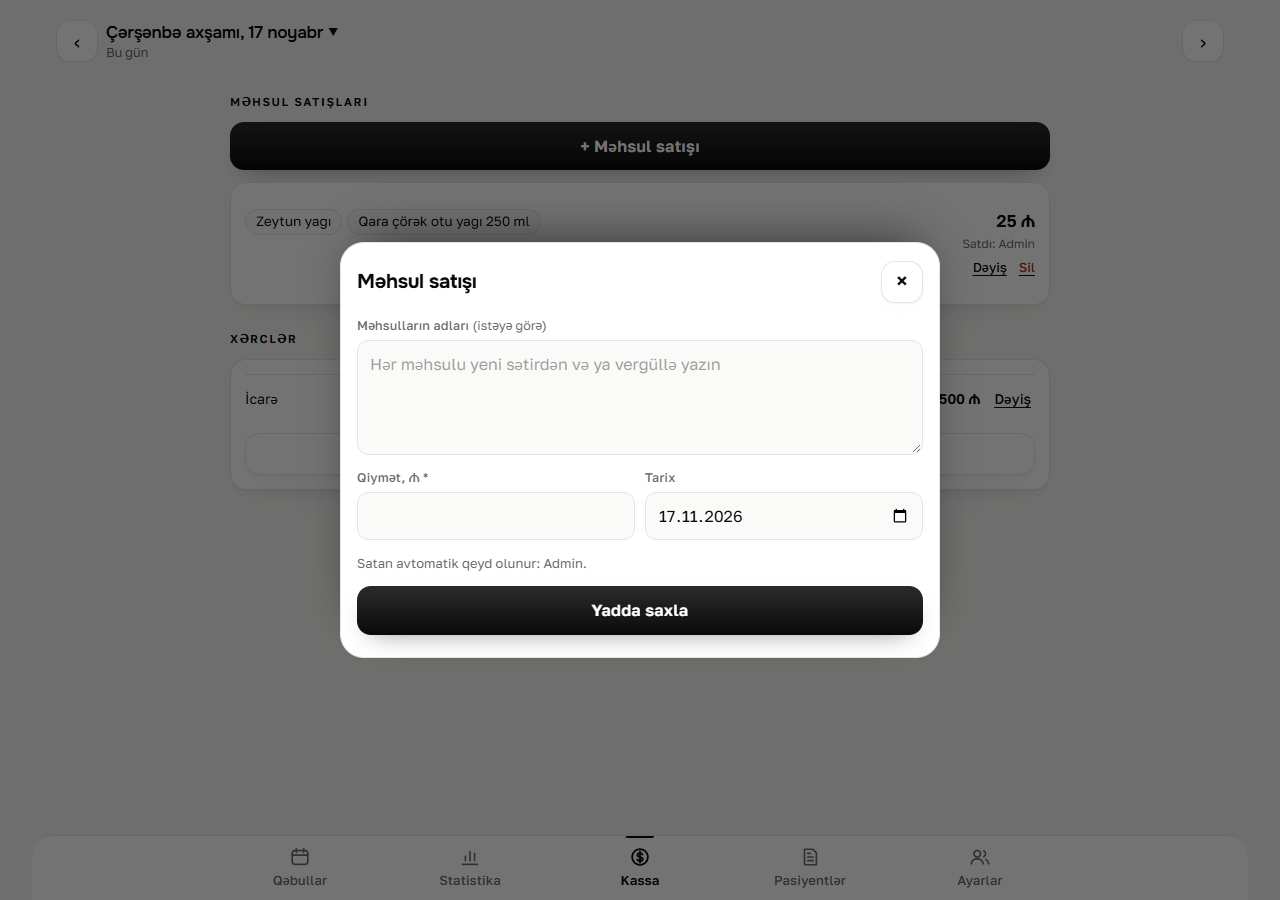 ‹
Çərşənbə axşamı, 17 noyabr ▼
Bu gün
›
MƏHSUL SATIŞLARI
+ Məhsul satışı
Zeytun yagı
Qara çörək otu yagı 250 ml
25 ₼
Satdı: Admin
Dəyiş Sil
Məhsul satışı
×
Məhsulların adları (istəyə görə)
Hər məhsulu yeni sətirdən və ya vergüllə yazın
XƏRCLƏR
İcarə
500 ₼ Dəyiş
Qiymət, ₼ *
Tarix
17.11.2026
Satan avtomatik qeyd olunur: Admin.
Yadda saxla
Qəbullar
Statistika
Kassa
Pasiyentlər
Ayarlar